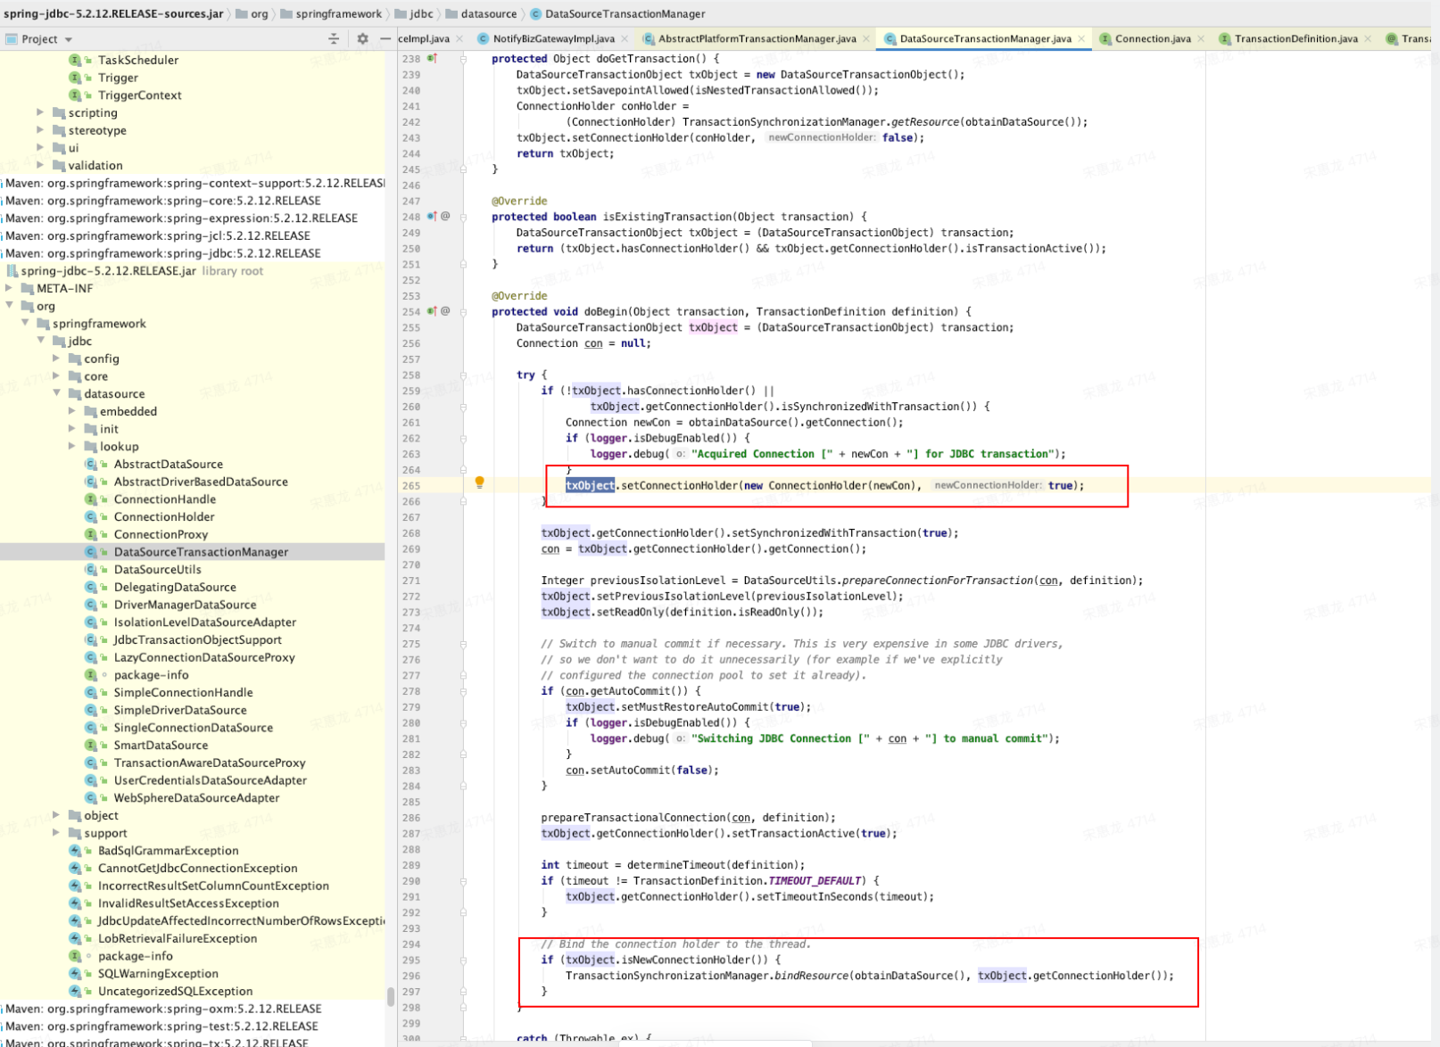 spring-jdbc-5.2.12.RELEASE-sources.jar org springframework jdbc datasource DataSourceTransactionManager
Project
ceImpl.java NotifyBizGatewayImpl.java AbstractPlatformTransactionManager.java DataSourceTransactionManager.java Connection.java TransactionDefinition.java Transa
TaskScheduler
Trigger
TriggerContext
scripting
stereotype
ui
validation
Maven: org.springframework:spring-context-support:5.2.12.RELEAS
Maven: org.springframework:spring-core:5.2.12.RELEASE
Maven: org.springframework:spring-expression:5.2.12.RELEASE
Maven: org.springframework:spring-jcl:5.2.12.RELEASE
Maven: org.springframework:spring-jdbc:5.2.12.RELEASE
spring-jdbc-5.2.12.RELEASE.jar library root
META-INF
org
springframework
jdbc
config
core
datasource
embedded
init
lookup
AbstractDataSource
AbstractDriverBasedDataSource
ConnectionHandle
ConnectionHolder
ConnectionProxy
DataSourceTransactionManager
DataSourceUtils
DelegatingDataSource
DriverManagerDataSource
IsolationLevelDataSourceAdapter
JdbcTransactionObjectSupport
LazyConnectionDataSourceProxy
package-info
SimpleConnectionHandle
SimpleDriverDataSource
SingleConnectionDataSource
SmartDataSource
TransactionAwareDataSourceProxy
UserCredentialsDataSourceAdapter
WebSphereDataSourceAdapter
object
support
BadSqlGrammarException
CannotGetJdbcConnectionException
IncorrectResultSetColumnCountException
InvalidResultSetAccessException
JdbcUpdateAffectedIncorrectNumberOfRowsExcepti
LobRetrievalFailureException
package-info
SQLWarningException
UncategorizedSQLException
Maven: org.springframework:spring-oxm:5.2.12.RELEASE
Maven: org.springframework:spring-test:5.2.12.RELEASE
Maven: org.springframework:spring-tx:5.2.12.RELEASE
238 protected Object doGetTransaction() {
239 DataSourceTransactionObject txObject = new DataSourceTransactionObject();
240 txObject.setSavepointAllowed(isNestedTransactionAllowed());
241 ConnectionHolder conHolder =
242 (ConnectionHolder) TransactionSynchronizationManager.getResource(obtainDataSource());
243 txObject.setConnectionHolder(conHolder, newConnectionHolder: false);
244 return txObject;
245 }
246
247 @Override
248 @ protected boolean isExistingTransaction(Object transaction) {
249 DataSourceTransactionObject txObject = (DataSourceTransactionObject) transaction;
250 return (txObject.hasConnectionHolder() && txObject.getConnectionHolder().isTransactionActive());
251 }
252
253 @Override
254 @ protected void doBegin(Object transaction, TransactionDefinition definition) {
255 DataSourceTransactionObject txObject = (DataSourceTransactionObject) transaction;
256 Connection con = null;
257
258 try {
259 if (!txObject.hasConnectionHolder() ||
260 txObject.getConnectionHolder().isSynchronizedWithTransaction()) {
261 Connection newCon = obtainDataSource().getConnection();
262 if (logger.isDebugEnabled()) {
263 logger.debug( o: "Acquired Connection [" + newCon + "] for JDBC transaction");
264 }
265 txObject.setConnectionHolder(new ConnectionHolder(newCon), newConnectionHolder: true);
266 }
267
268 txObject.getConnectionHolder().setSynchronizedWithTransaction(true);
269 con = txObject.getConnectionHolder().getConnection();
270
271 Integer previousIsolationLevel = DataSourceUtils.prepareConnectionForTransaction(con, definition);
272 txObject.setPreviousIsolationLevel(previousIsolationLevel);
273 txObject.setReadOnly(definition.isReadOnly());
274
275 // Switch to manual commit if necessary. This is very expensive in some JDBC drivers,
276 // so we don't want to do it unnecessarily (for example if we've explicitly
277 // configured the connection pool to set it already).
278 if (con.getAutoCommit()) {
279 txObject.setMustRestoreAutoCommit(true);
280 if (logger.isDebugEnabled()) {
281 logger.debug( o: "Switching JDBC Connection [" + con + "] to manual commit");
282 }
283 con.setAutoCommit(false);
284 }
285
286 prepareTransactionalConnection(con, definition);
287 txObject.getConnectionHolder().setTransactionActive(true);
288
289 int timeout = determineTimeout(definition);
290 if (timeout != TransactionDefinition.TIMEOUT_DEFAULT) {
291 txObject.getConnectionHolder().setTimeoutInSeconds(timeout);
292 }
293
294 // Bind the connection holder to the thread.
295 if (txObject.isNewConnectionHolder()) {
296 TransactionSynchronizationManager.bindResource(obtainDataSource(), txObject.getConnectionHolder());
297 }
298 }
299
300 catch (Throwable ex) {